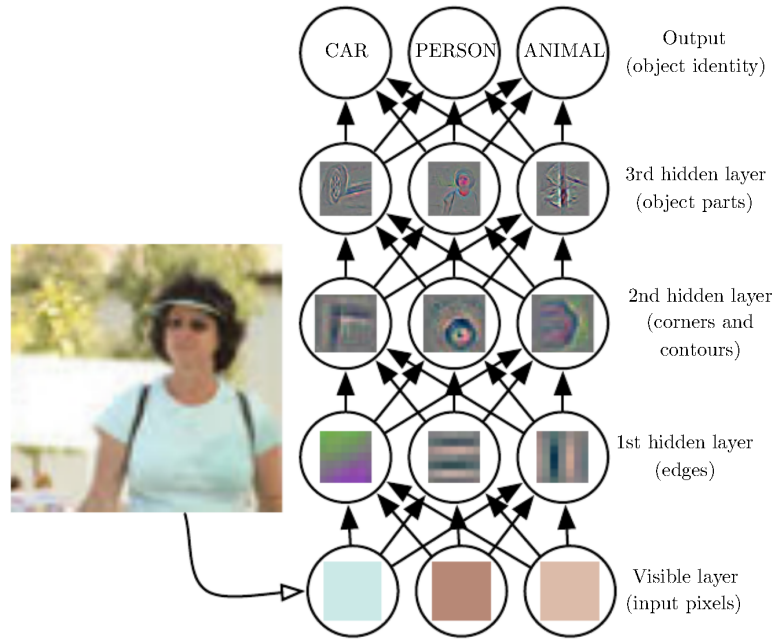 CAR PERSON ANIMAL
Output
(object identity)
3rd hidden layer
(object parts)
2nd hidden layer
(corners and
contours)
1st hidden layer
(edges)
Visible layer
(input pixels)